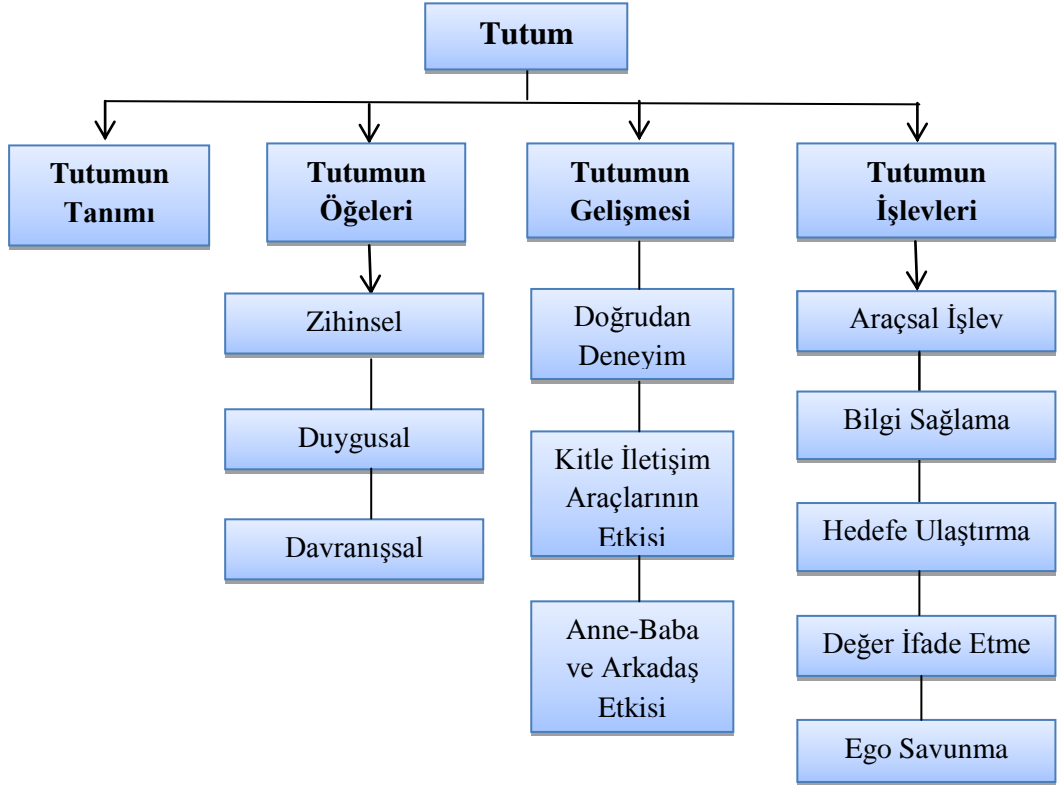 Tutum
Tutumun
Tanımı
Tutumun
Öğeleri
Zihinsel
Duygusal
Davranışsal
Tutumun
Gelişmesi
Doğrudan
Deneyim
Kitle İletişim
Araçlarının
Etkisi
Anne-Baba
ve Arkadaş
Etkisi
Tutumun
İşlevleri
Araçsal İşlev
Bilgi Sağlama
Hedefe Ulaştırma
Değer İfade Etme
Ego Savunma